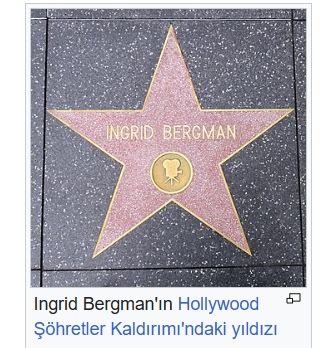 INGRID BERGMAN
Ingrid Bergman'ın Hollywood
Şöhretler Kaldırımı'ndaki yıldızı